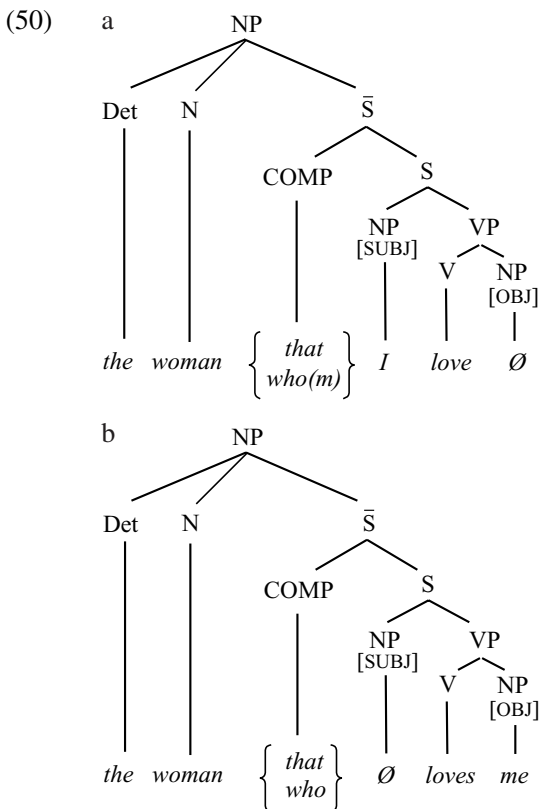 (50) a NP
Det N S̄
COMP S
NP VP
[SUBJ] V NP
[OBJ]
the woman { that who(m) } I love Ø
b NP
Det N S̄
COMP S
NP VP
[SUBJ] V NP
[OBJ]
the woman { that who } Ø loves me